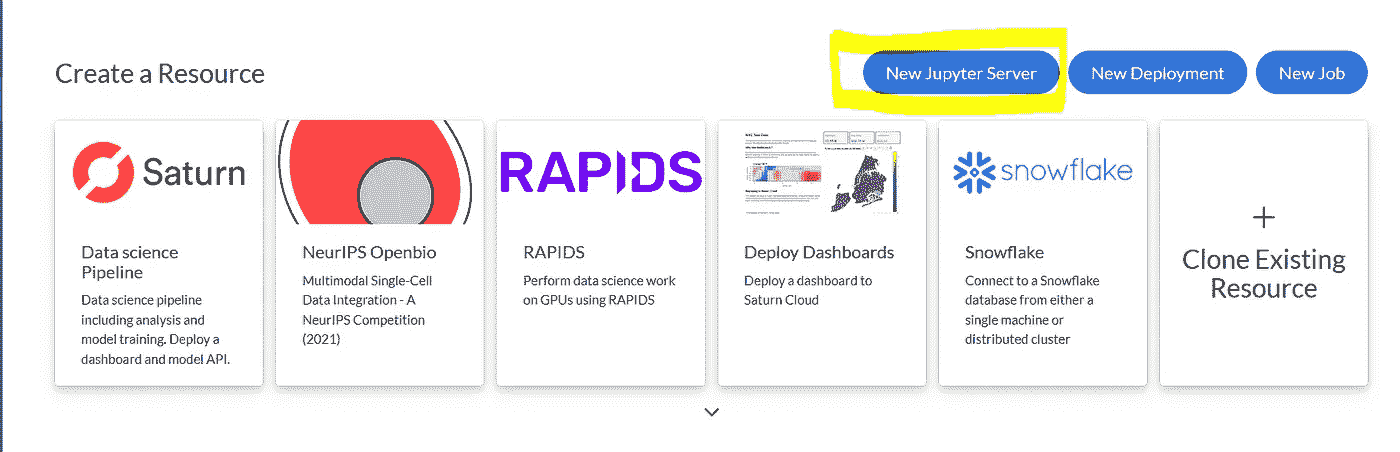 Create a Resource
New Jupyter Server
New Deployment
New Job
Saturn
Data science
Pipeline
Data science pipeline
including analysis and
model training. Deploy a
dashboard and model API.
NeurIPS Openbio
Multimodal Single-Cell
Data Integration - A
NeurIPS Competition
(2021)
RAPIDS
RAPIDS
Perform data science work
on GPUs using RAPIDS
Deploy Dashboards
Deploy a dashboard to
Saturn Cloud
snowflake
Snowflake
Connect to a Snowflake
database from either a
single machine or
distributed cluster
+
Clone Existing
Resource